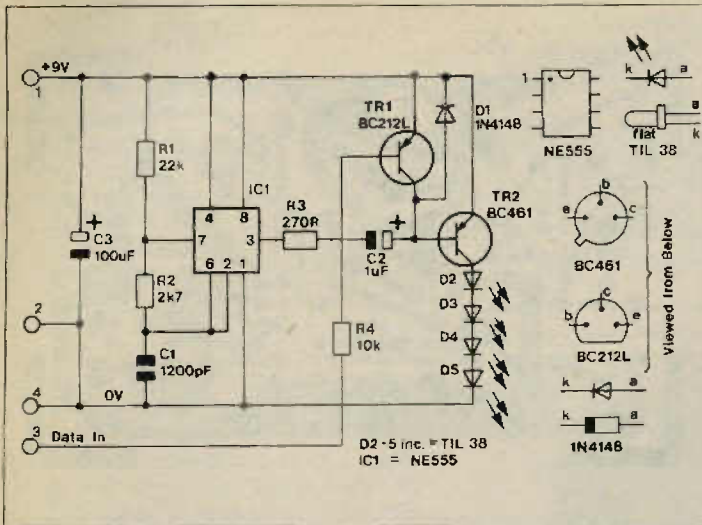 +9V
1
R1
22k
C3
100uF
+
R2
2k7
C1
1200pF
2
4
0V
3
Data In
IC1
4
8
7
3
6
2
1
R3
270R
C2
1uF
+
R4
10k
TR1
BC212L
D1
1N4148
TR2
BC461
D2
D3
D4
D5
D2-5 inc. = TIL 38
IC1 = NE555
1
NE555
k
a
a
flat
k
TIL 38
b
e
c
BC461
c
b
e
BC212L
Viewed from Below
k
a
k
a
1N4148